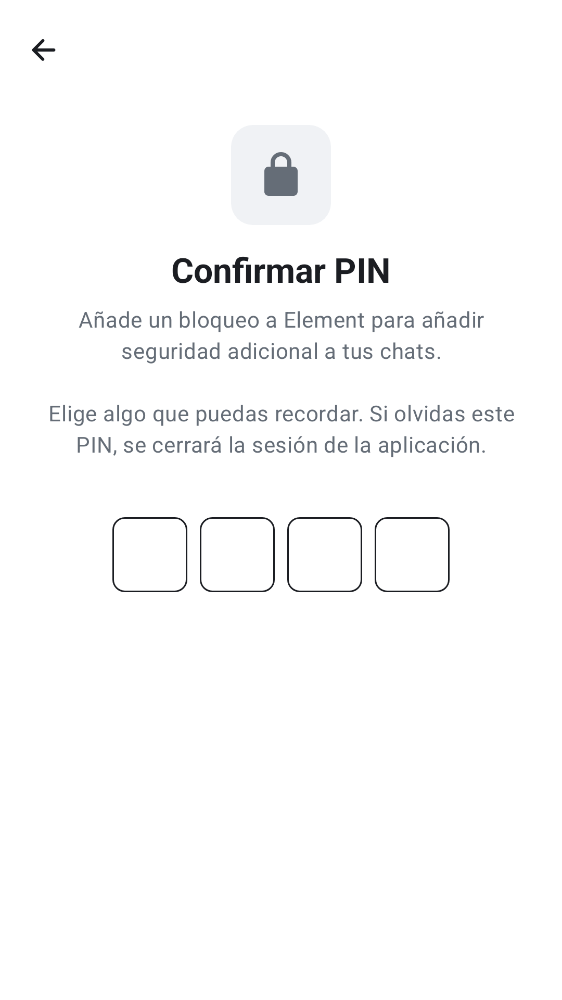 Confirmar PIN
Añade un bloqueo a Element para añadir
seguridad adicional a tus chats.
Elige algo que puedas recordar. Si olvidas este
PIN, se cerrará la sesión de la aplicación.